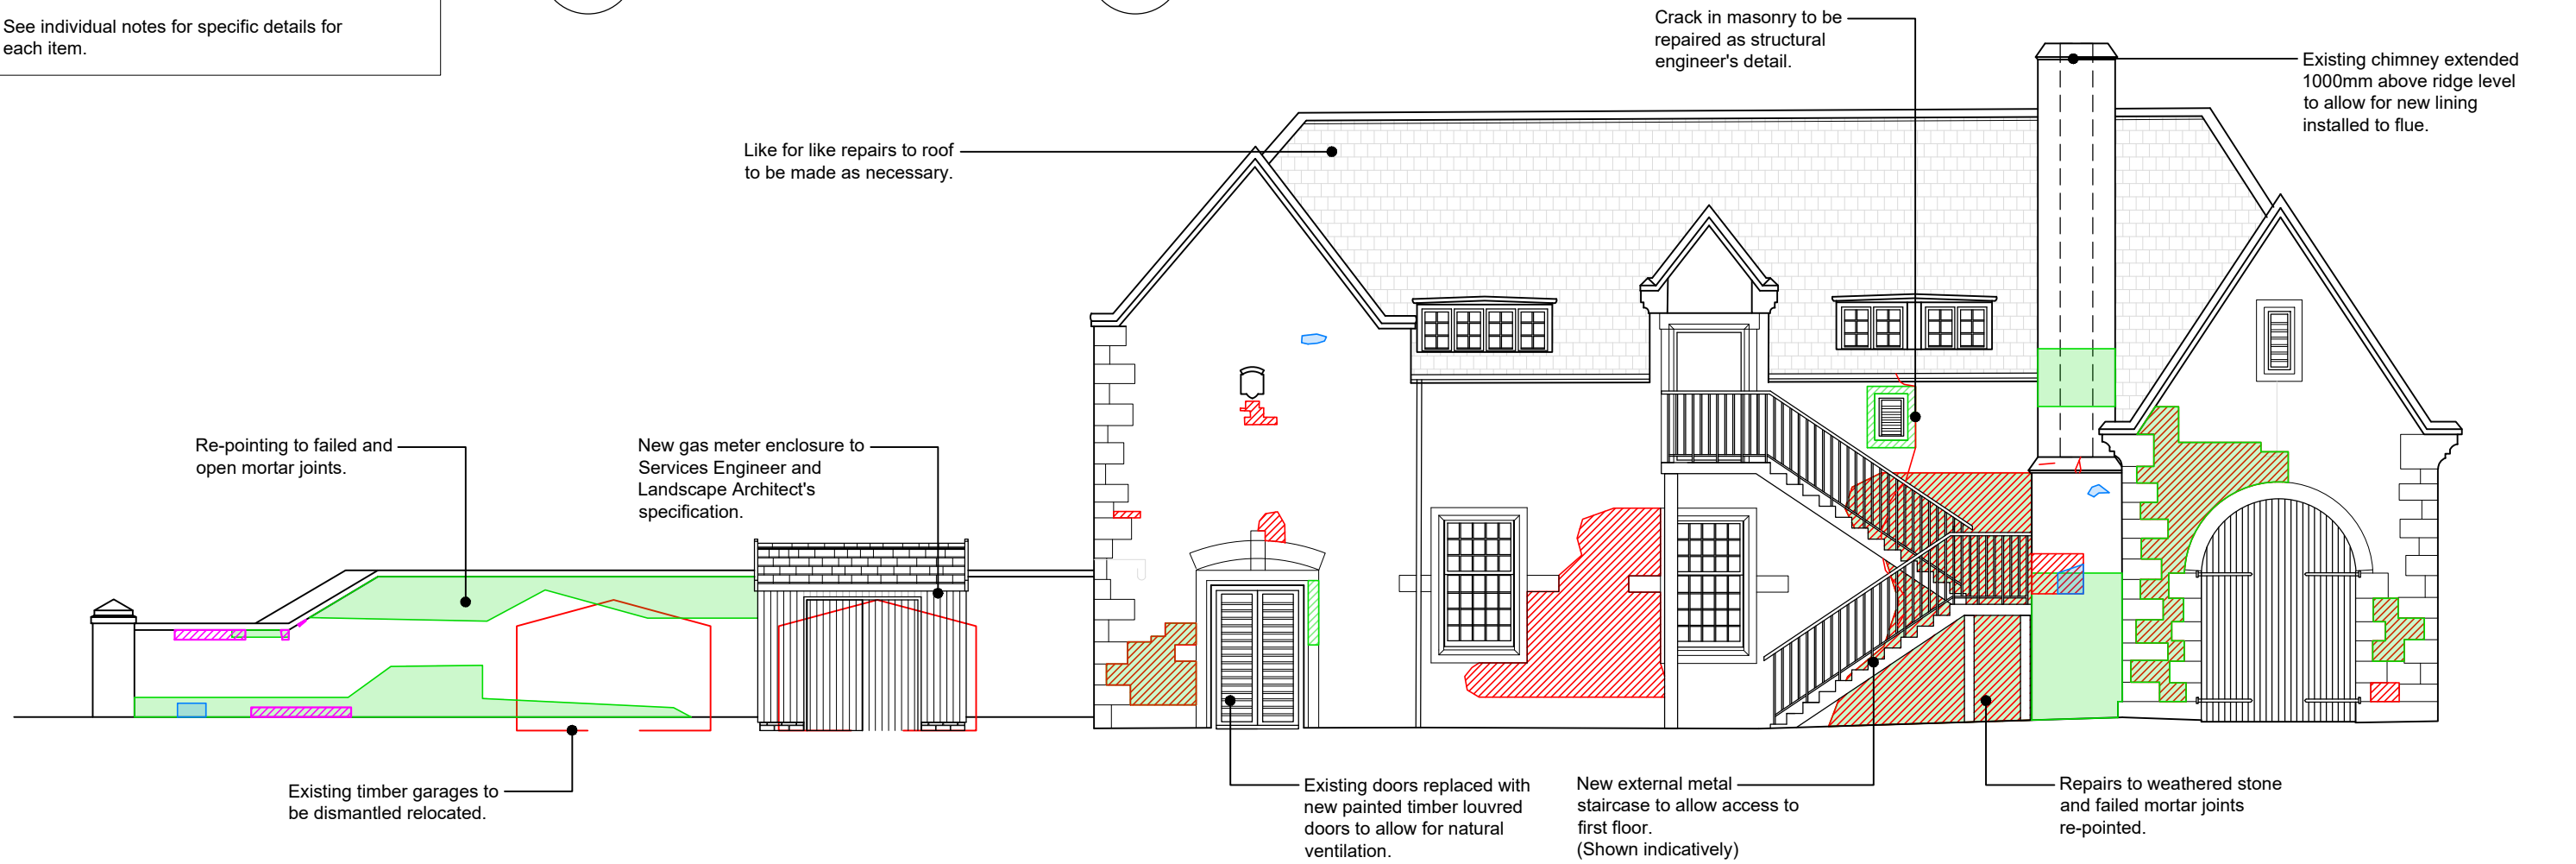 See individual notes for specific details for
each item.
Crack in masonry to be
repaired as structural
engineer's detail.
Existing chimney extended
1000mm above ridge level
to allow for new lining
installed to flue.
Like for like repairs to roof
to be made as necessary.
Re-pointing to failed and
open mortar joints.
New gas meter enclosure to
Services Engineer and
Landscape Architect's
specification.
Existing timber garages to
be dismantled relocated.
Existing doors replaced with
new painted timber louvred
doors to allow for natural
ventilation.
New external metal
staircase to allow access to
first floor.
(Shown indicatively)
Repairs to weathered stone
and failed mortar joints
re-pointed.